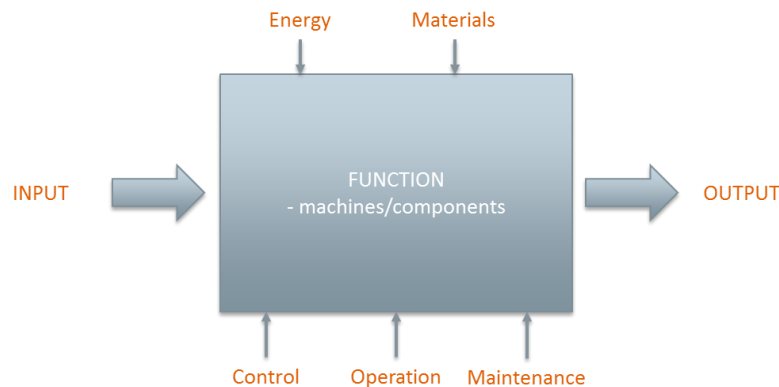 Energy
Materials
INPUT
FUNCTION
- machines/components
OUTPUT
Control
Operation
Maintenance